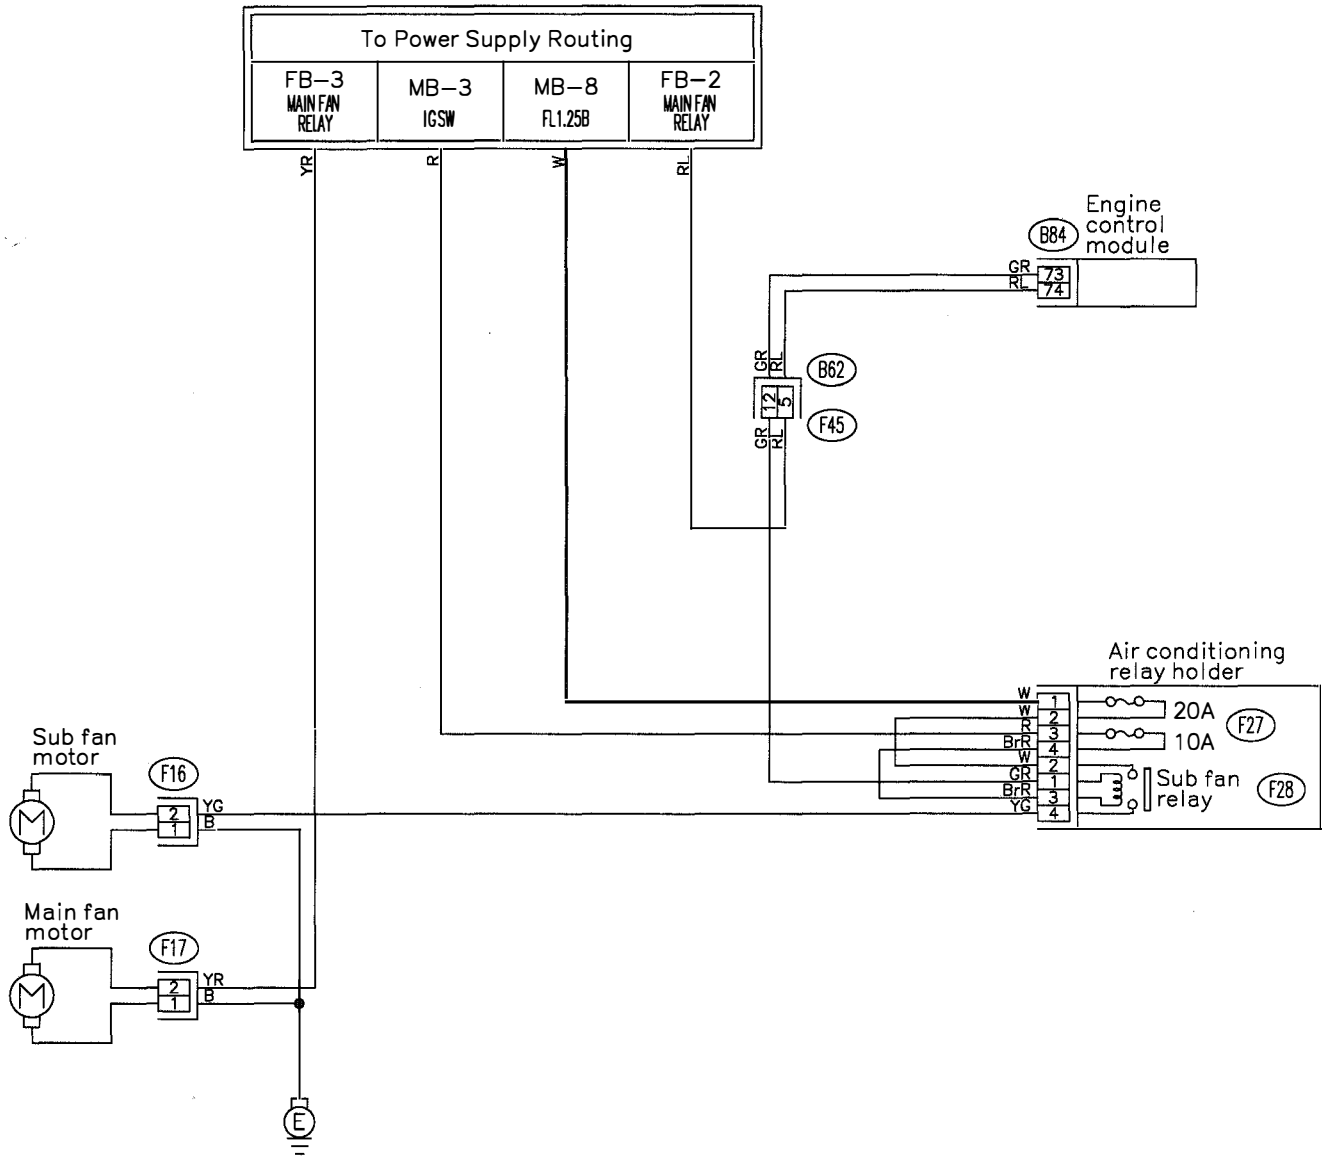 To Power Supply Routing
FB-3
MAIN FAN
RELAY
MB-3
IGSW
MB-8
FL1.25B
FB-2
MAIN FAN
RELAY
YR
R
W
RL
Engine
control
module
B84
GR
73
RL
74
GR
RL
B62
12
5
F45
GR
RL
Air conditioning
relay holder
W
1
20A
W
2
F27
R
3
10A
BrR
4
W
2
GR
1
Sub fan
relay
F28
BrR
3
YG
4
Sub fan
motor
F16
M
2
YG
1
B
Main fan
motor
F17
M
2
YR
1
B
E